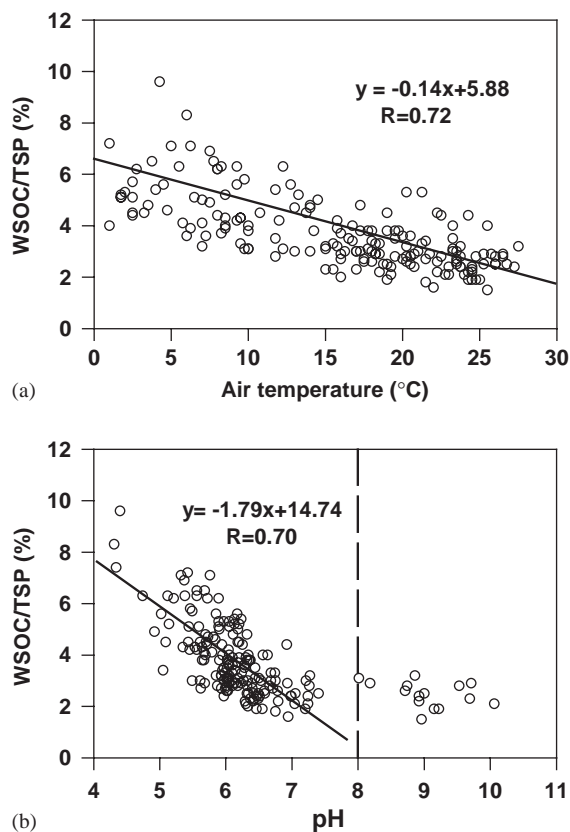 12
10
8
6
4
2
0
WSOC/TSP (%)
y = -0.14x+5.88
R=0.72
0 5 10 15 20 25 30
(a) Air temperature (°C)
12
10
8
6
4
2
0
WSOC/TSP (%)
y= -1.79x+14.74
R=0.70
4 5 6 7 8 9 10 11
(b) pH